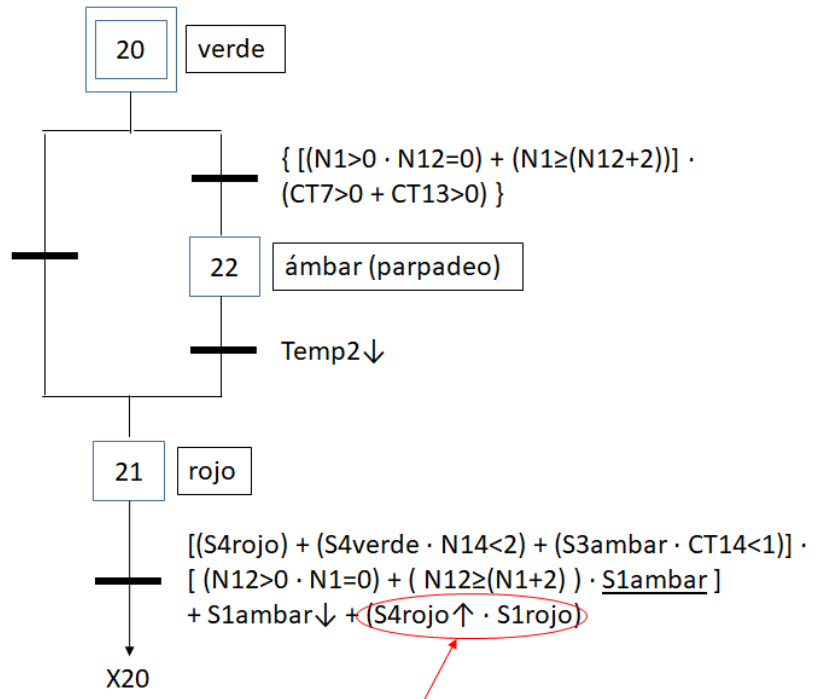 20
verde
{ [(N1>0 · N12=0) + (N1≥(N12+2))] ·
(CT7>0 + CT13>0) }
22
ámbar (parpadeo)
Temp2↓
21
rojo
[(S4rojo) + (S4verde · N14<2) + (S3ambar · CT14<1)] ·
[ (N12>0 · N1=0) + ( N12≥(N1+2) ) · S1ambar ]
+ S1ambar↓ + (S4rojo↑ · S1rojo)
X20